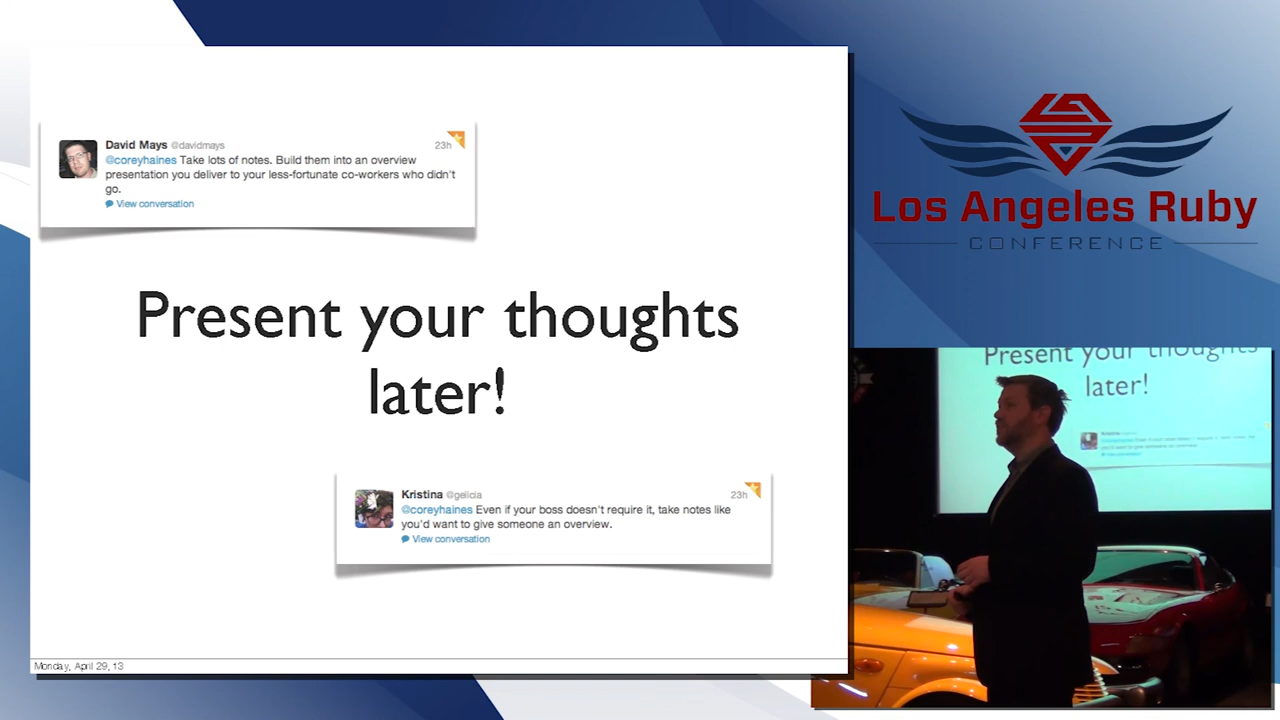 David Mays @davidmays 23h
@coreyhaines Take lots of notes. Build them into an overview
presentation you deliver to your less-fortunate co-workers who didn't
go.
View conversation
Present your thoughts
later!
Kristina @gelicia 23h
@coreyhaines Even if your boss doesn't require it, take notes like
you'd want to give someone an overview.
View conversation
Monday, April 29, 13
Los Angeles Ruby
CONFERENCE
Present your thoughts
later!